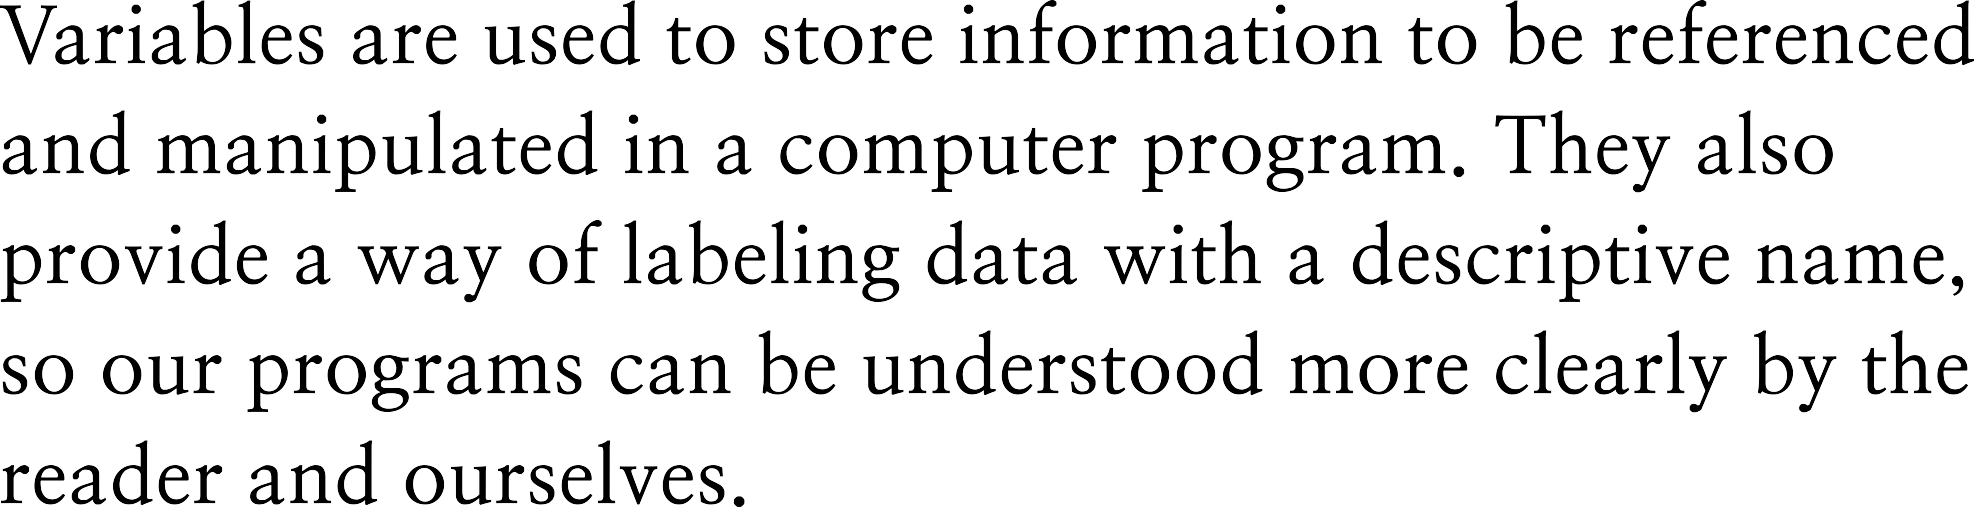 Variables are used to store information to be referenced
and manipulated in a computer program. They also
provide a way of labeling data with a descriptive name,
so our programs can be understood more clearly by the
reader and ourselves.